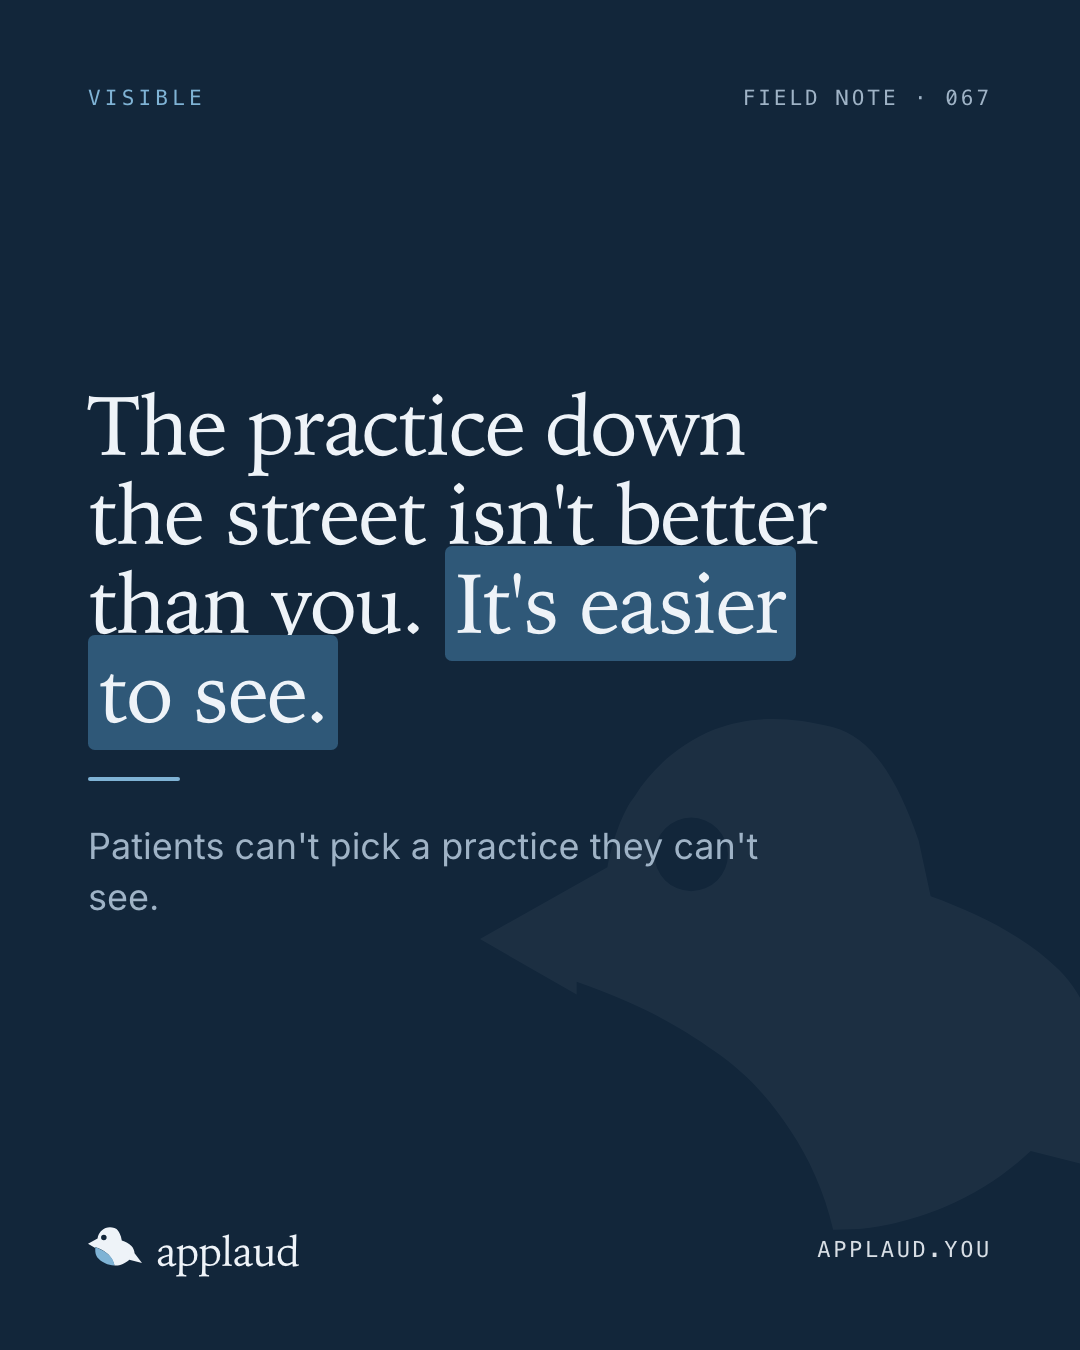 VISIBLE
FIELD NOTE · 067
The practice down
the street isn't better
than you. It's easier
to see.
Patients can't pick a practice they can't
see.
applaud
APPLAUD.YOU